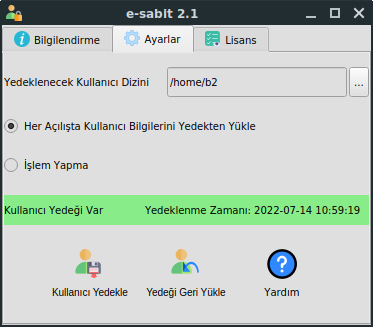 e-sabit 2.1
Bilgilendirme Ayarlar Lisans
Yedeklenecek Kullanıcı Dizini /home/b2 ...
Her Açılışta Kullanıcı Bilgilerini Yedekten Yükle
İşlem Yapma
Kullanıcı Yedeği Var Yedeklenme Zamanı: 2022-07-14 10:59:19
Kullanıcı Yedekle Yedeği Geri Yükle Yardım